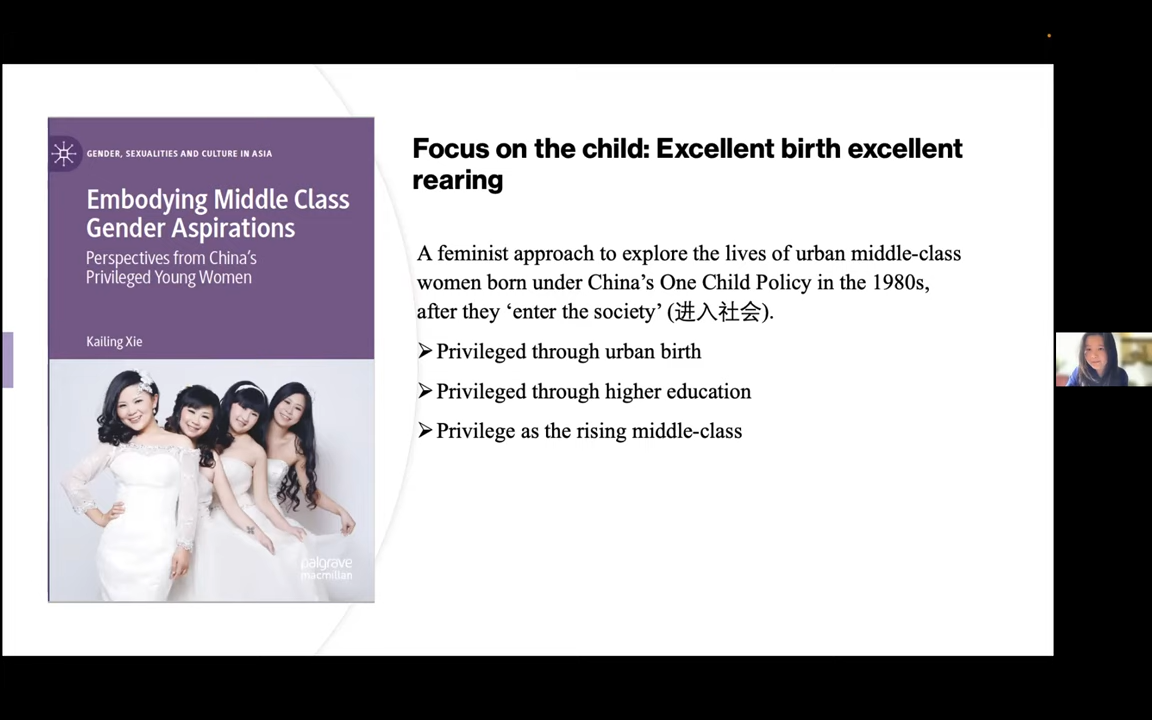 GENDER, SEXUALITIES AND CULTURE IN ASIA
Embodying Middle Class
Gender Aspirations
Perspectives from China's
Privileged Young Women
Kailing Xie
palgrave
macmillan
Focus on the child: Excellent birth excellent
rearing
A feminist approach to explore the lives of urban middle-class
women born under China's One Child Policy in the 1980s,
after they ‘enter the society’ (进入社会).
➢Privileged through urban birth
➢Privileged through higher education
➢Privilege as the rising middle-class